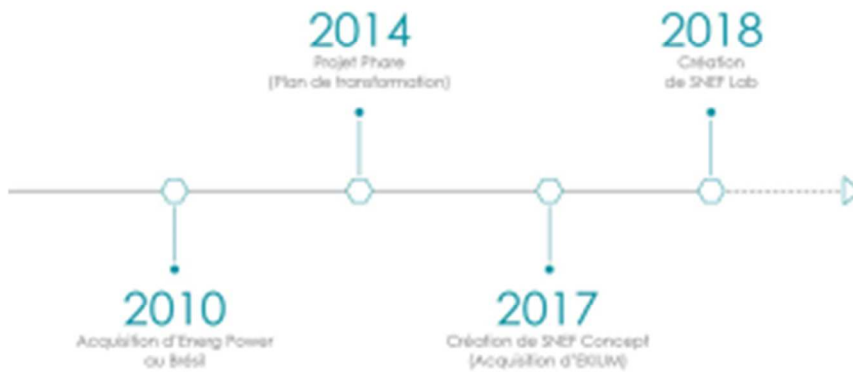 2014
Projet Phare
(Plan de transformation)
2018
Création
de SNEF Lab
2010
Acquisition d'Energ Power
au Brésil
2017
Création de SNEF Concept
(Acquisition d'EKIUM)